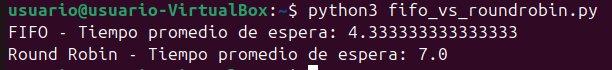 usuario@usuario-VirtualBox:~$ python3 fifo_vs_roundrobin.py
FIFO - Tiempo promedio de espera: 4.333333333333333
Round Robin - Tiempo promedio de espera: 7.0